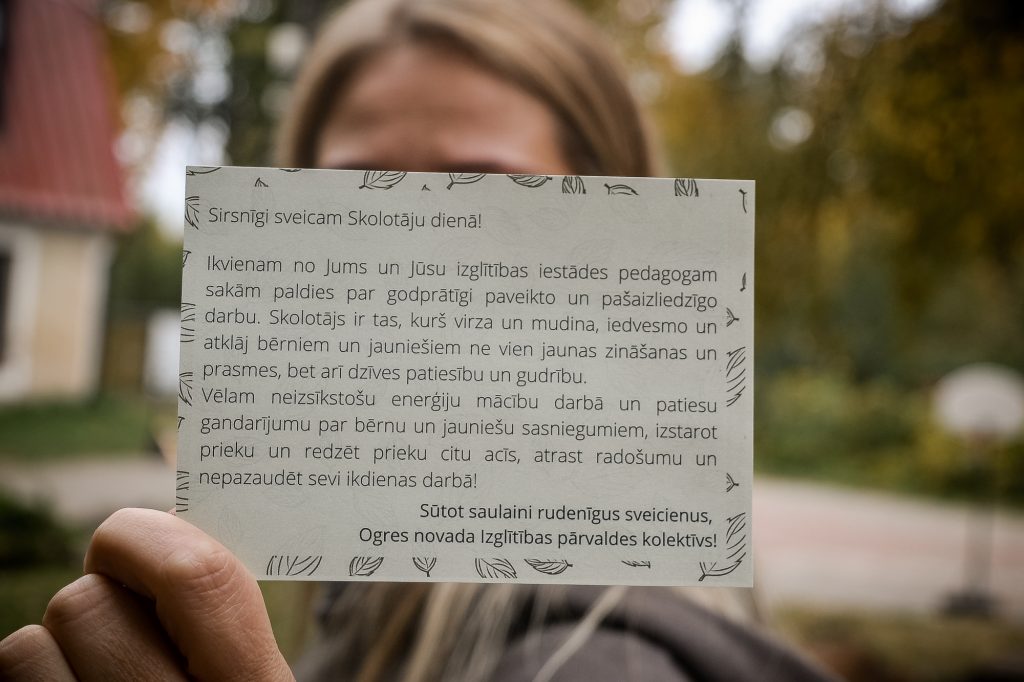 Sirsnīgi sveicam Skolotāju dienā!
Ikvienam no Jums un Jūsu izglītības iestādes pedagogam
sakām paldies par godprātīgi paveikto un pašaizliedzīgo
darbu. Skolotājs ir tas, kurš virza un mudina, iedvesmo un
atklāj bērniem un jauniešiem ne vien jaunas zināšanas un
prasmes, bet arī dzīves patiesību un gudrību.
Vēlam neizsīkstošu enerģiju mācību darbā un patiesu
gandarījumu par bērnu un jauniešu sasniegumiem, izstarot
prieku un redzēt prieku citu acīs, atrast radošumu un
nepazaudēt sevi ikdienas darbā!
Sūtot saulaini rudenīgus sveicienus,
Ogres novada Izglītības pārvaldes kolektīvs!